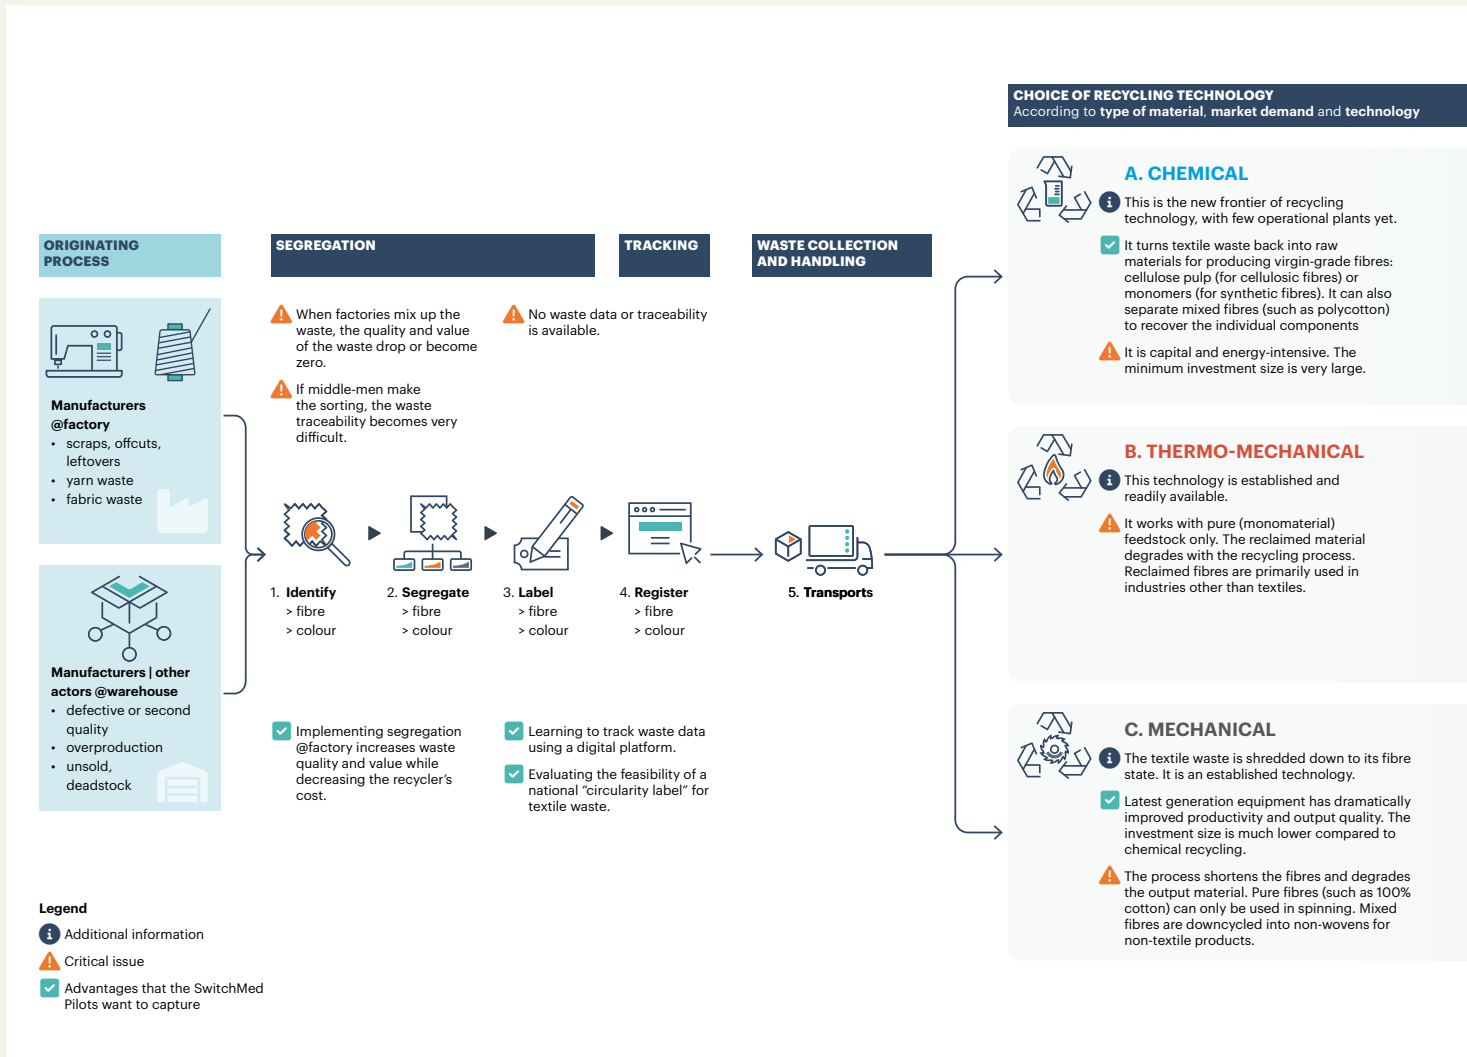 CHOICE OF RECYCLING TECHNOLOGY
According to type of material, market demand and technology
ORIGINATING
PROCESS
Manufacturers
@factory
• scraps, offcuts,
leftovers
• yarn waste
• fabric waste
Manufacturers | other
actors @warehouse
• defective or second
quality
• overproduction
• unsold,
deadstock
SEGREGATION
When factories mix up the
waste, the quality and value
of the waste drop or become
zero.
If middle-men make
the sorting, the waste
traceability becomes very
difficult.
TRACKING
No waste data or traceability
is available.
WASTE COLLECTION
AND HANDLING
1. Identify
> fibre
> colour
2. Segregate
> fibre
> colour
3. Label
> fibre
> colour
4. Register
> fibre
> colour
5. Transports
Implementing segregation
@factory increases waste
quality and value while
decreasing the recycler's
cost.
Learning to track waste data
using a digital platform.
Evaluating the feasibility of a
national “circularity label” for
textile waste.
A. CHEMICAL
This is the new frontier of recycling
technology, with few operational plants yet.
It turns textile waste back into raw
materials for producing virgin-grade fibres:
cellulose pulp (for cellulosic fibres) or
monomers (for synthetic fibres). It can also
separate mixed fibres (such as polycotton)
to recover the individual components
It is capital and energy-intensive. The
minimum investment size is very large.
B. THERMO-MECHANICAL
This technology is established and
readily available.
It works with pure (monomaterial)
feedstock only. The reclaimed material
degrades with the recycling process.
Reclaimed fibres are primarily used in
industries other than textiles.
C. MECHANICAL
The textile waste is shredded down to its fibre
state. It is an established technology.
Latest generation equipment has dramatically
improved productivity and output quality. The
investment size is much lower compared to
chemical recycling.
The process shortens the fibres and degrades
the output material. Pure fibres (such as 100%
cotton) can only be used in spinning. Mixed
fibres are downcycled into non-wovens for
non-textile products.
Legend
Additional information
Critical issue
Advantages that the SwitchMed
Pilots want to capture